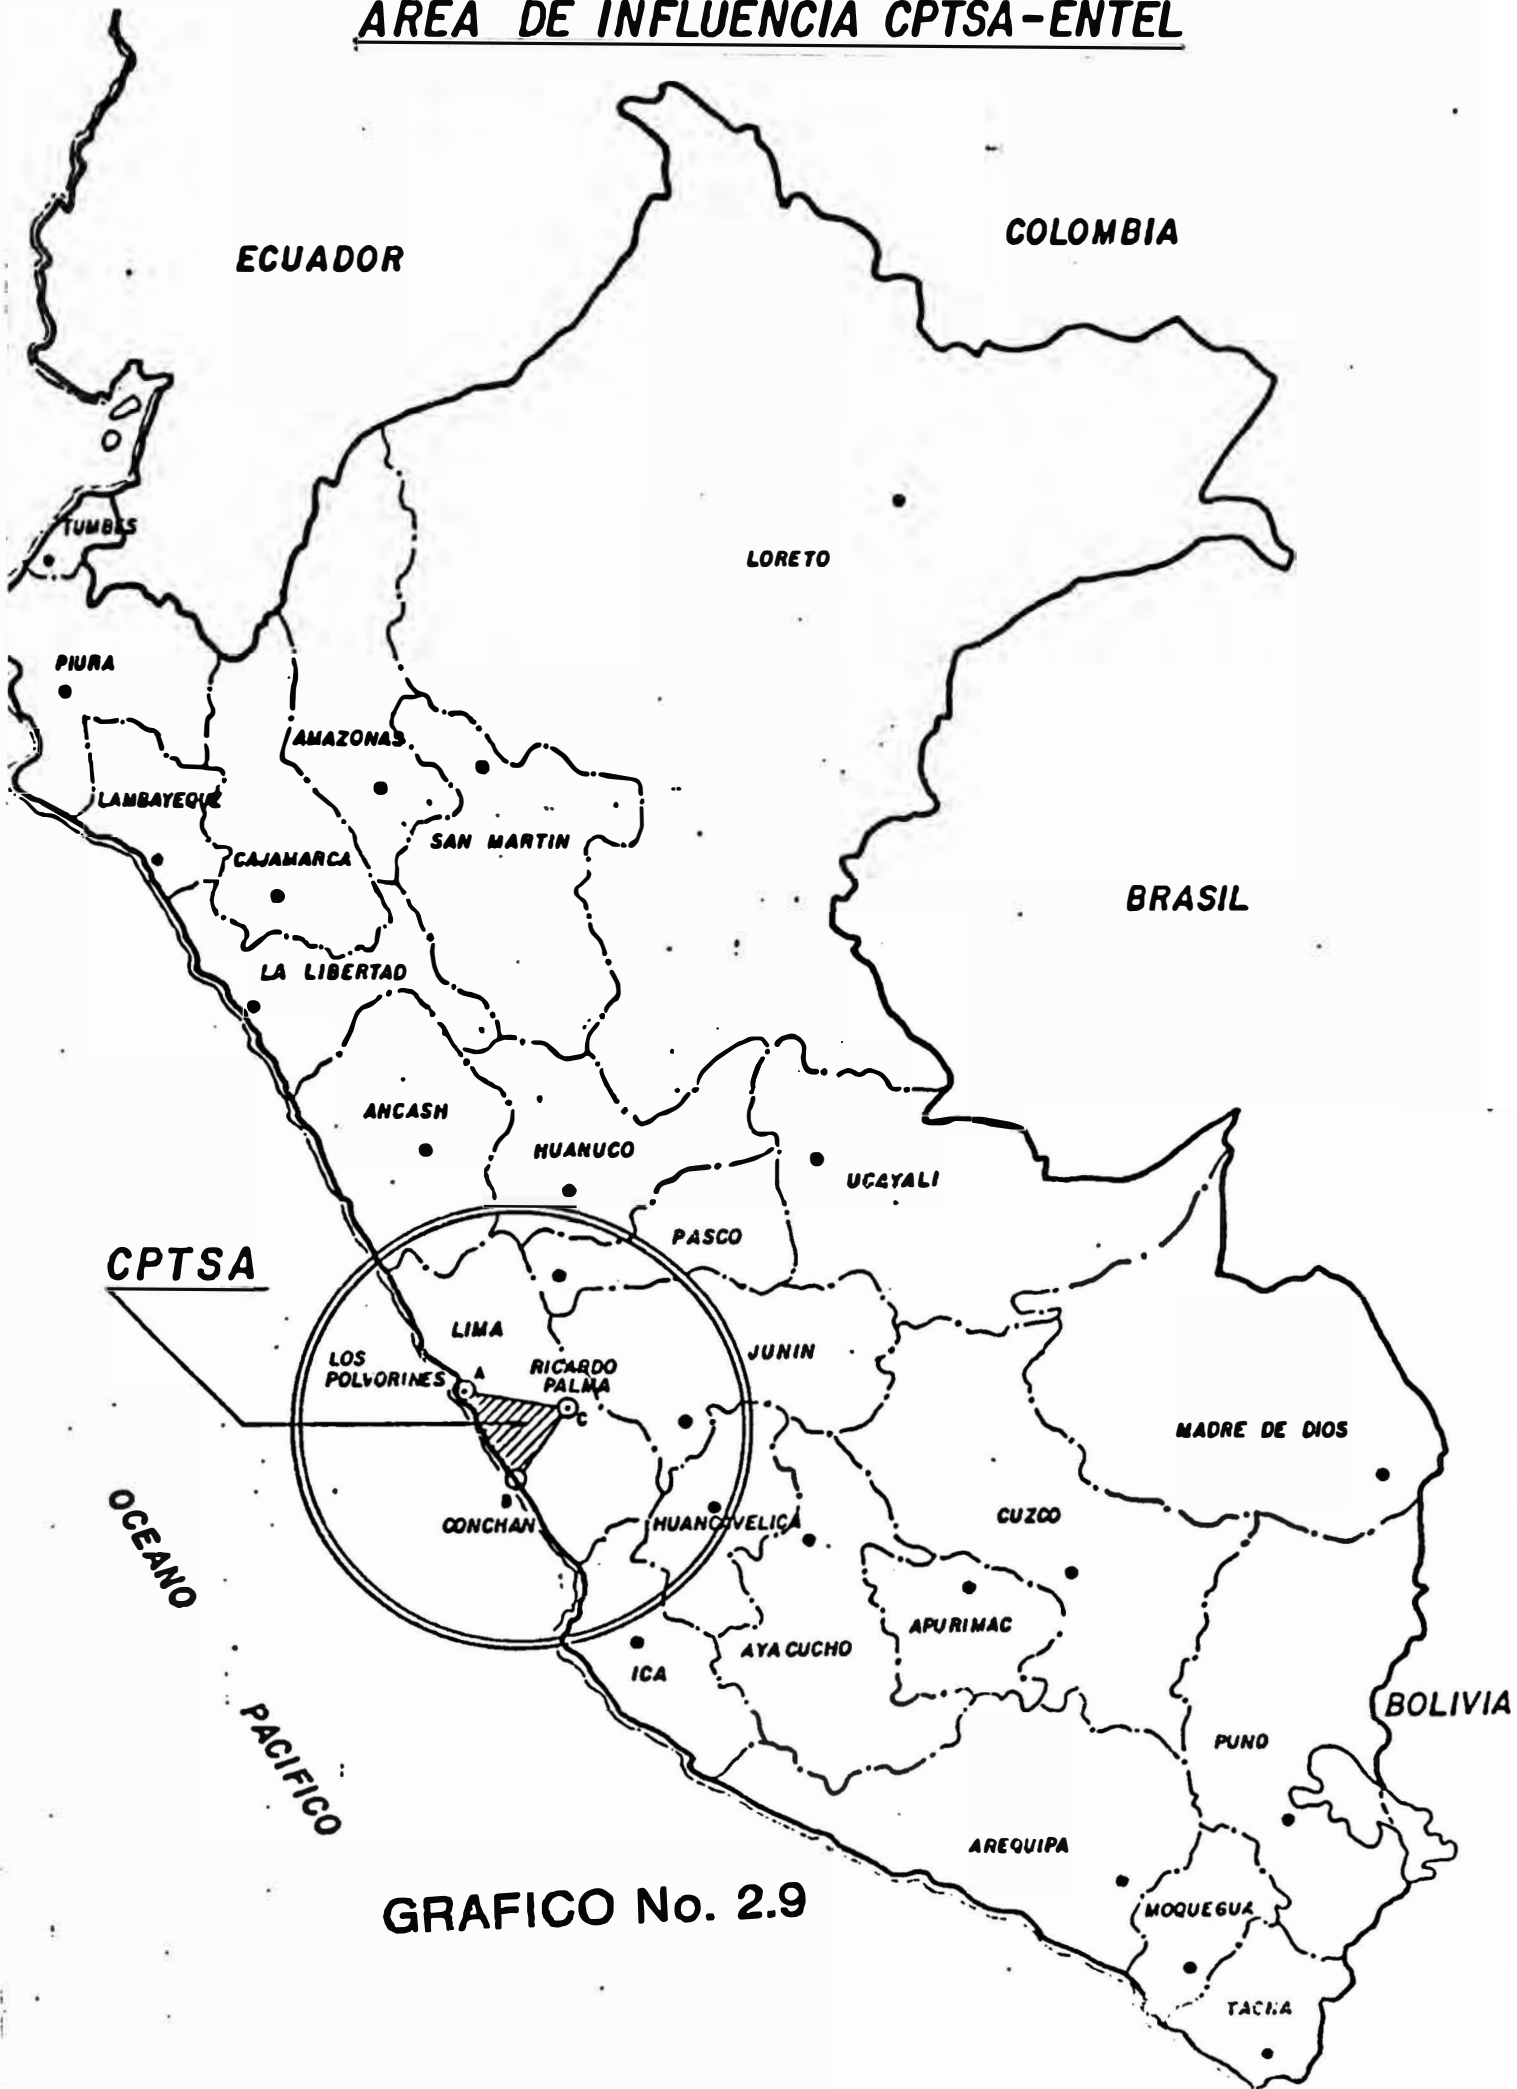 AREA DE INFLUENCIA CPTSA-ENTEL
COLOMBIA
ECUADOR
TUMBES
LORETO
PIURA
AMAZONAS
LAMBAYEQUE
SAN MARTIN
CAJAMARCA
BRASIL
LA LIBERTAD
ANCASH
HUANUCO
UCAYALI
PASCO
CPTSA
LIMA
JUNIN
LOS
POLVORINES
A
RICARDO
PALMA
C
MADRE DE DIOS
B
CONCHAN
HUANCAVELICA
CUZCO
OCEANO
APURIMAC
AYACUCHO
ICA
BOLIVIA
PACIFICO
PUNO
AREQUIPA
GRAFICO No. 2.9
MOQUEGUA
TACNA